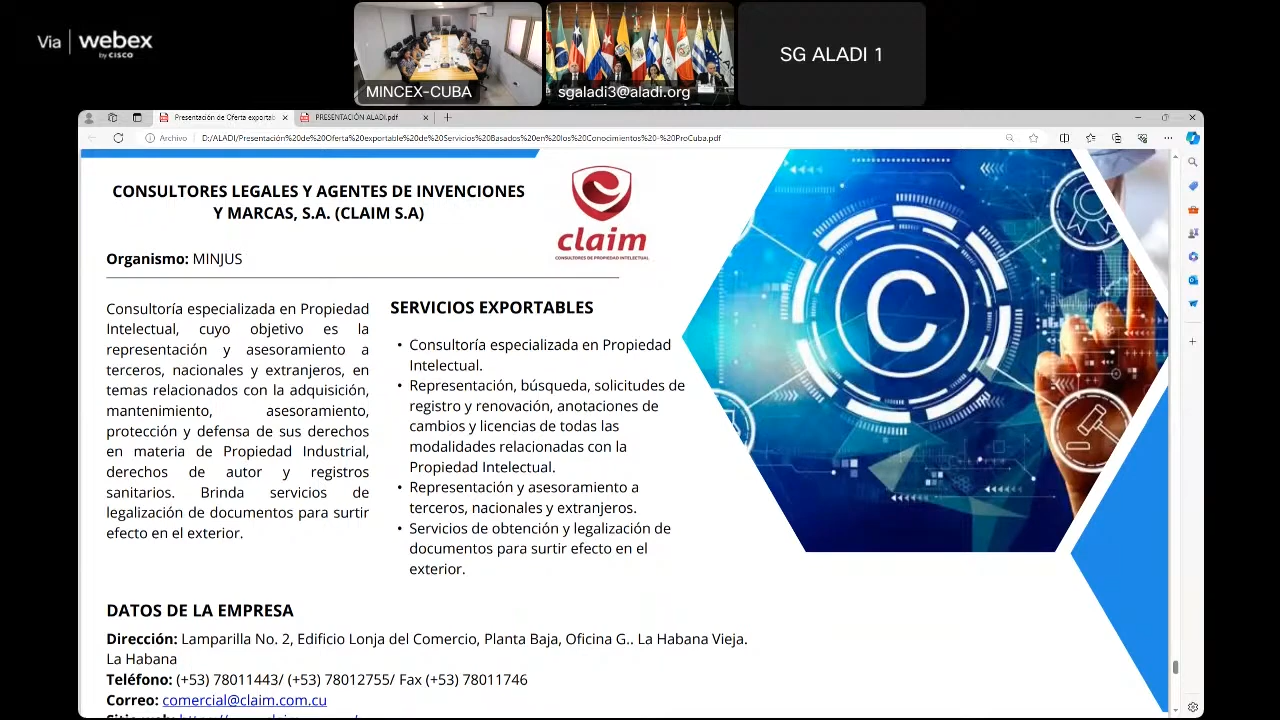 Via | webex
by CISCO
MINCEX-CUBA
sgaladi3@aladi.org
SG ALADI 1
Presentación de Oferta exportab
PRESENTACIÓN ALADI.pdf
Archivo
D:/ALADI/Presentación%20de%20Oferta%20exportable%20de%20Servicios%20Basados%20en%20los%20Conocimientos%20-%20ProCuba.pdf
CONSULTORES LEGALES Y AGENTES DE INVENCIONES
Y MARCAS, S.A. (CLAIM S.A)
claim
CONSULTORES DE PROPIEDAD INTELECTUAL
Organismo: MINJUS
Consultoría especializada en Propiedad
Intelectual, cuyo objetivo es la
representación y asesoramiento a
terceros, nacionales y extranjeros, en
temas relacionados con la adquisición,
mantenimiento, asesoramiento,
protección y defensa de sus derechos
en materia de Propiedad Industrial,
derechos de autor y registros
sanitarios. Brinda servicios de
legalización de documentos para surtir
efecto en el exterior.
SERVICIOS EXPORTABLES
• Consultoría especializada en Propiedad
Intelectual.
• Representación, búsqueda, solicitudes de
registro y renovación, anotaciones de
cambios y licencias de todas las
modalidades relacionadas con la
Propiedad Intelectual.
• Representación y asesoramiento a
terceros, nacionales y extranjeros.
• Servicios de obtención y legalización de
documentos para surtir efecto en el
exterior.
C
DATOS DE LA EMPRESA
Dirección: Lamparilla No. 2, Edificio Lonja del Comercio, Planta Baja, Oficina G.. La Habana Vieja.
La Habana
Teléfono: (+53) 78011443/ (+53) 78012755/ Fax (+53) 78011746
Correo: comercial@claim.com.cu